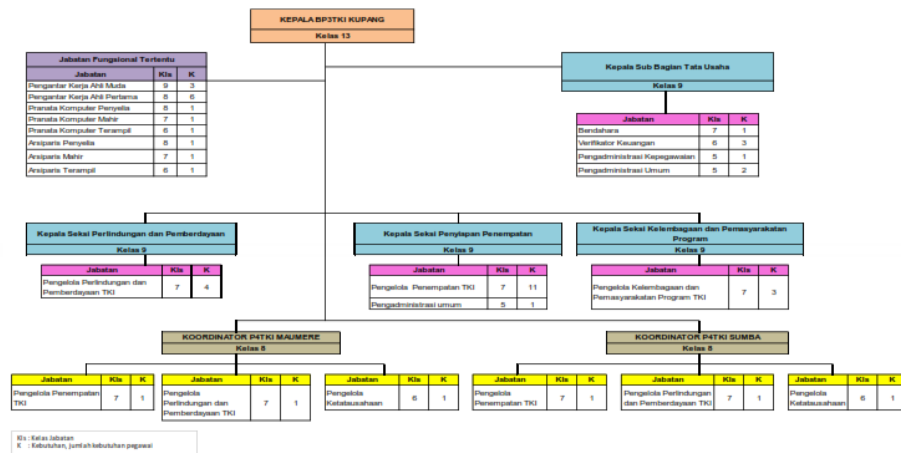 KEPALA BP3TKI KUPANG
Kelas 13
Jabatan Fungsional Tertentu
Jabatan Kls K
Pengantar Kerja Ahli Muda 9 3
Pengantar Kerja Ahli Pertama 8 6
Pranata Komputer Penyelia 8 1
Pranata Komputer Mahir 7 1
Pranata Komputer Terampil 6 1
Arsiparis Penyelia 8 1
Arsiparis Mahir 7 1
Arsiparis Terampil 6 1
Kepala Sub Bagian Tata Usaha
Kelas 9
Jabatan Kls K
Bendahara 7 1
Verifikator Keuangan 6 3
Pengadministrasi Kepegawaian 5 1
Pengadministrasi Umum 5 2
Kepala Seksi Perlindungan dan Pemberdayaan
Kelas 9
Jabatan Kls K
Pengelola Perlindungan dan
Pemberdayaan TKI 7 4
Kepala Seksi Penyiapan Penempatan
Kelas 9
Jabatan Kls K
Pengelola Penempatan TKI 7 11
Pengadministrasi umum 5 1
Kepala Seksi Kelembagaan dan Pemasyarakatan
Program
Kelas 9
Jabatan Kls K
Pengelola Kelembagaan dan
Pemasyarakatan Program TKI 7 3
KOORDINATOR P4TKI MAUMERE
Kelas 8
Jabatan Kls K
Pengelola Penempatan
TKI 7 1
Jabatan Kls K
Pengelola
Perlindungan dan
Pemberdayaan TKI 7 1
Jabatan Kls K
Pengelola
Ketatausahaan 6 1
KOORDINATOR P4TKI SUMBA
Kelas 8
Jabatan Kls K
Pengelola
Penempatan TKI 7 1
Jabatan Kls K
Pengelola Perlindungan
dan Pemberdayaan TKI 7 1
Jabatan Kls K
Pengelola
Ketatausahaan 6 1
Kls : Kelas Jabatan
K : Kebutuhan, jumlah kebutuhan pegawai